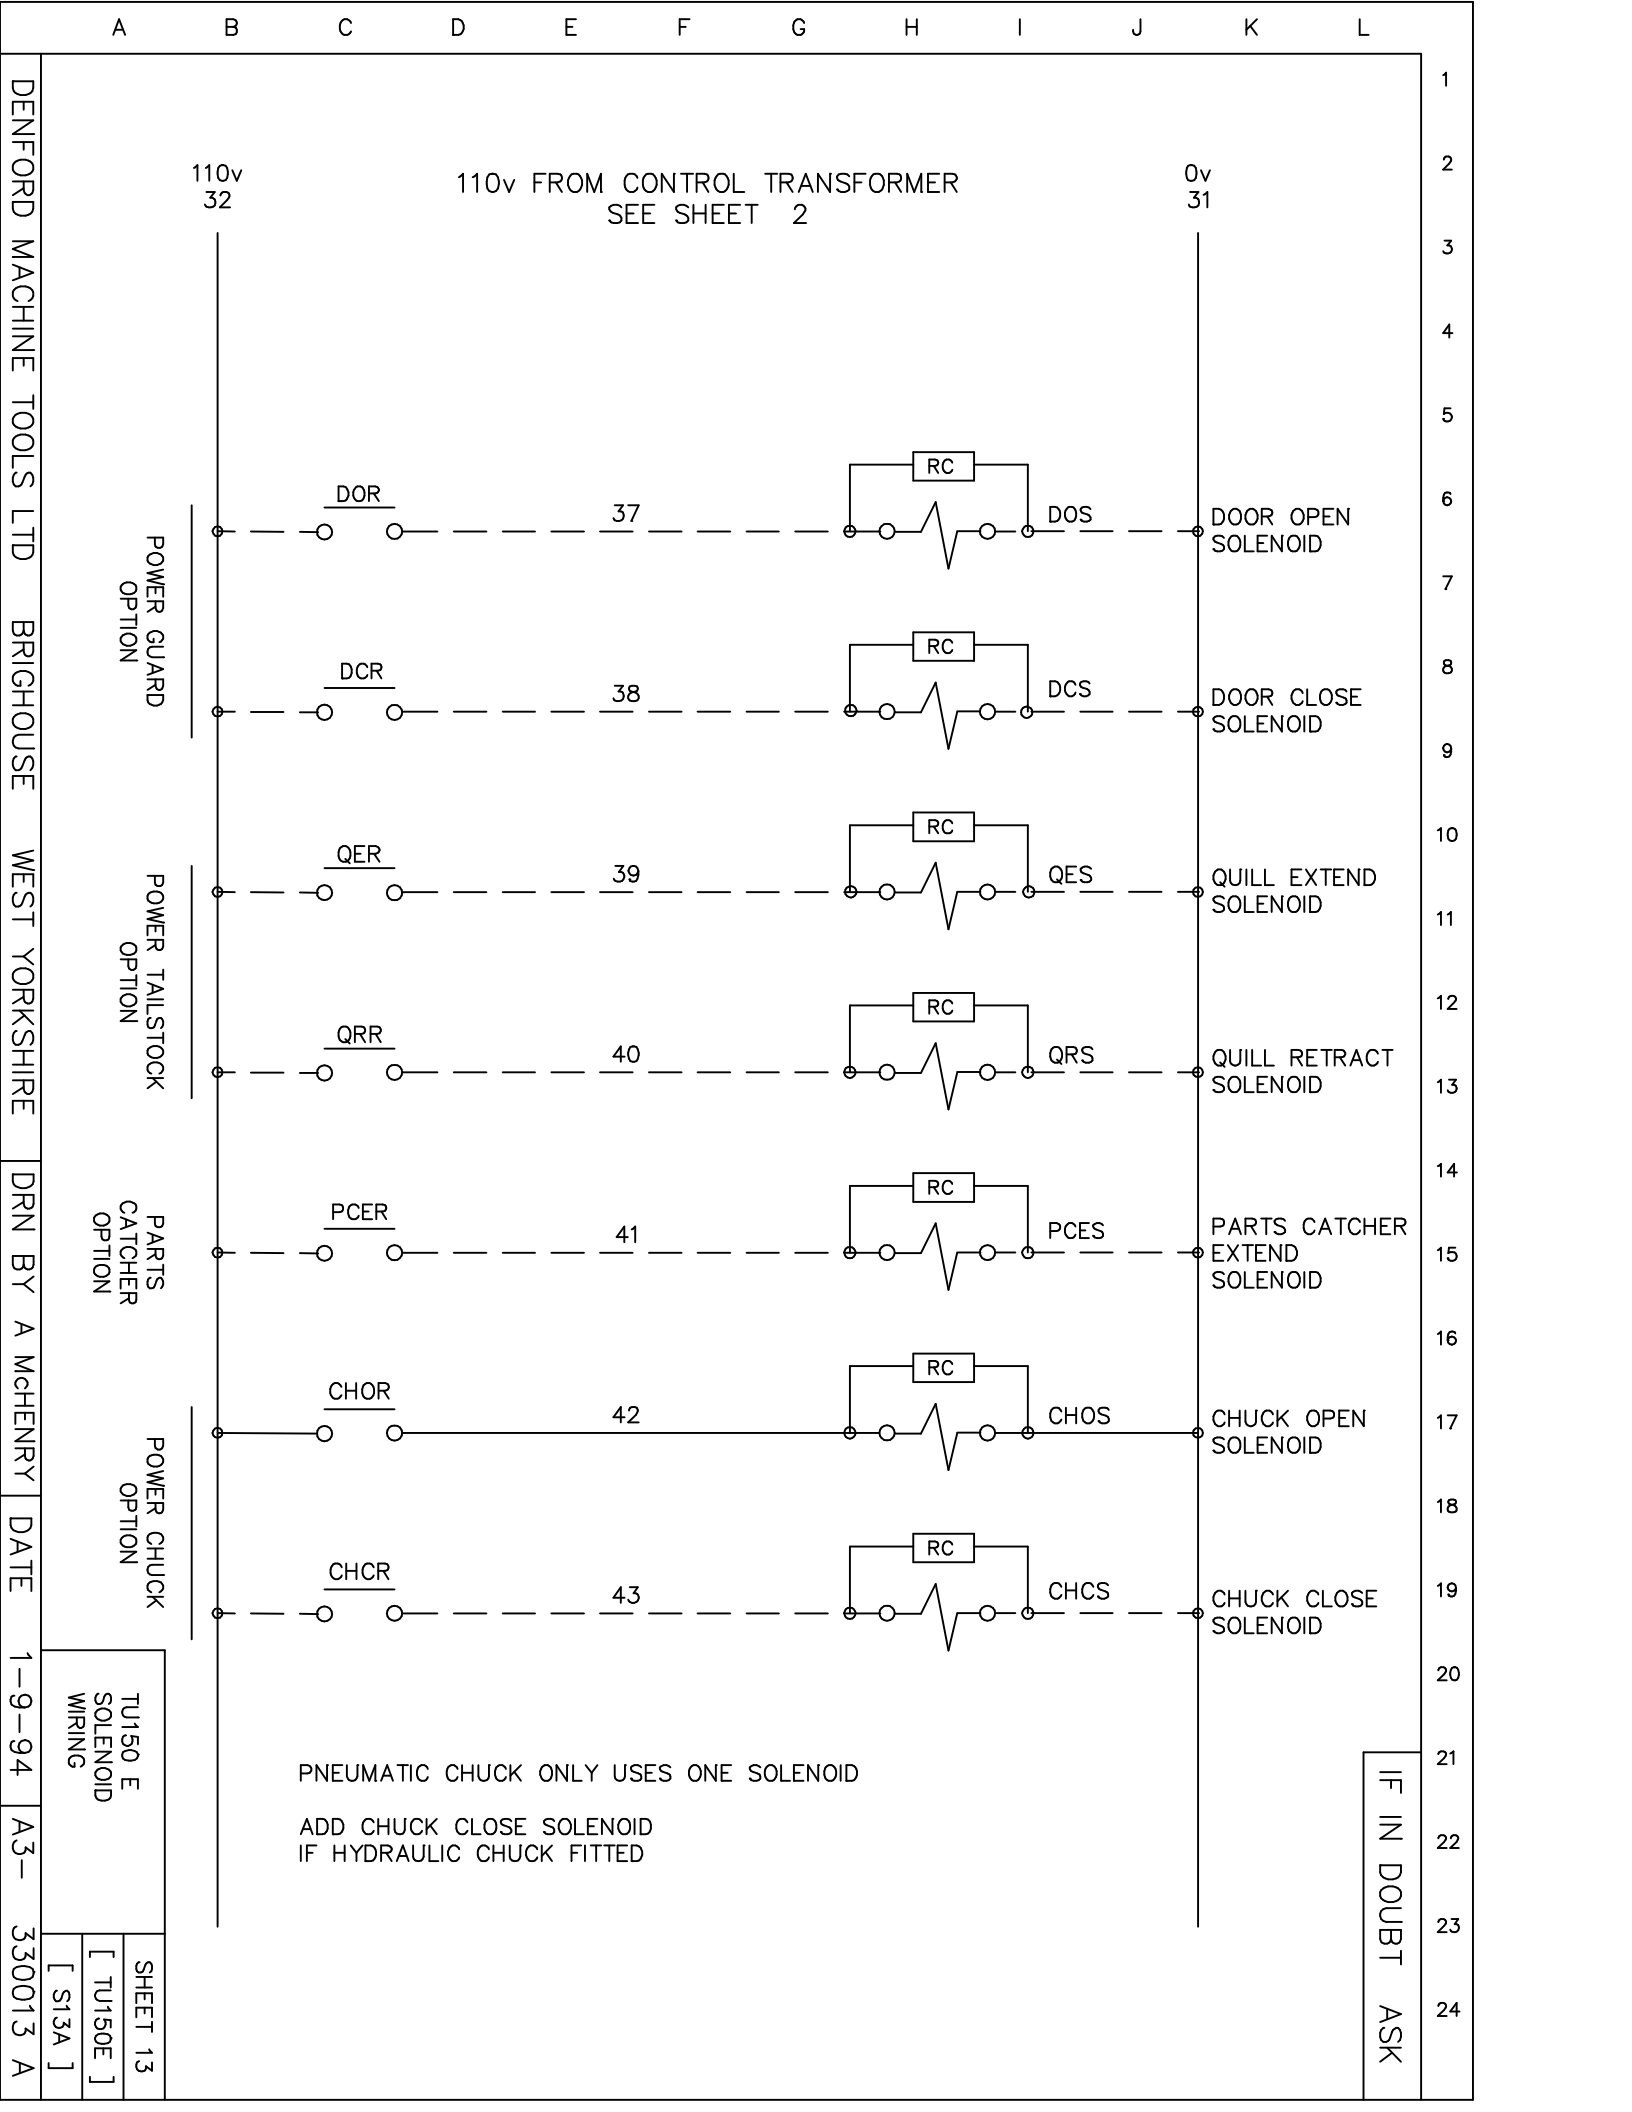 A B C D E F G H I J K L
1
2
3
4
5
6
7
8
9
10
11
12
13
14
15
16
17
18
19
20
21
22
23
24
110v
32
110v FROM CONTROL TRANSFORMER
SEE SHEET 2
0v
31
POWER GUARD
OPTION
DOR
37
RC
DOS
DOOR OPEN
SOLENOID
DCR
38
RC
DCS
DOOR CLOSE
SOLENOID
POWER TAILSTOCK
OPTION
QER
39
RC
QES
QUILL EXTEND
SOLENOID
QRR
40
RC
QRS
QUILL RETRACT
SOLENOID
PARTS
CATCHER
OPTION
PCER
41
RC
PCES
PARTS CATCHER
EXTEND
SOLENOID
POWER CHUCK
OPTION
CHOR
42
RC
CHOS
CHUCK OPEN
SOLENOID
CHCR
43
RC
CHCS
CHUCK CLOSE
SOLENOID
PNEUMATIC CHUCK ONLY USES ONE SOLENOID
ADD CHUCK CLOSE SOLENOID
IF HYDRAULIC CHUCK FITTED
IF IN DOUBT ASK
TU150 E
SOLENOID
WIRING
SHEET 13
[ TU150E ]
[ S13A ]
DENFORD MACHINE TOOLS LTD BRIGHOUSE WEST YORKSHIRE DRN BY A McHENRY DATE 1-9-94 A3- 330013 A